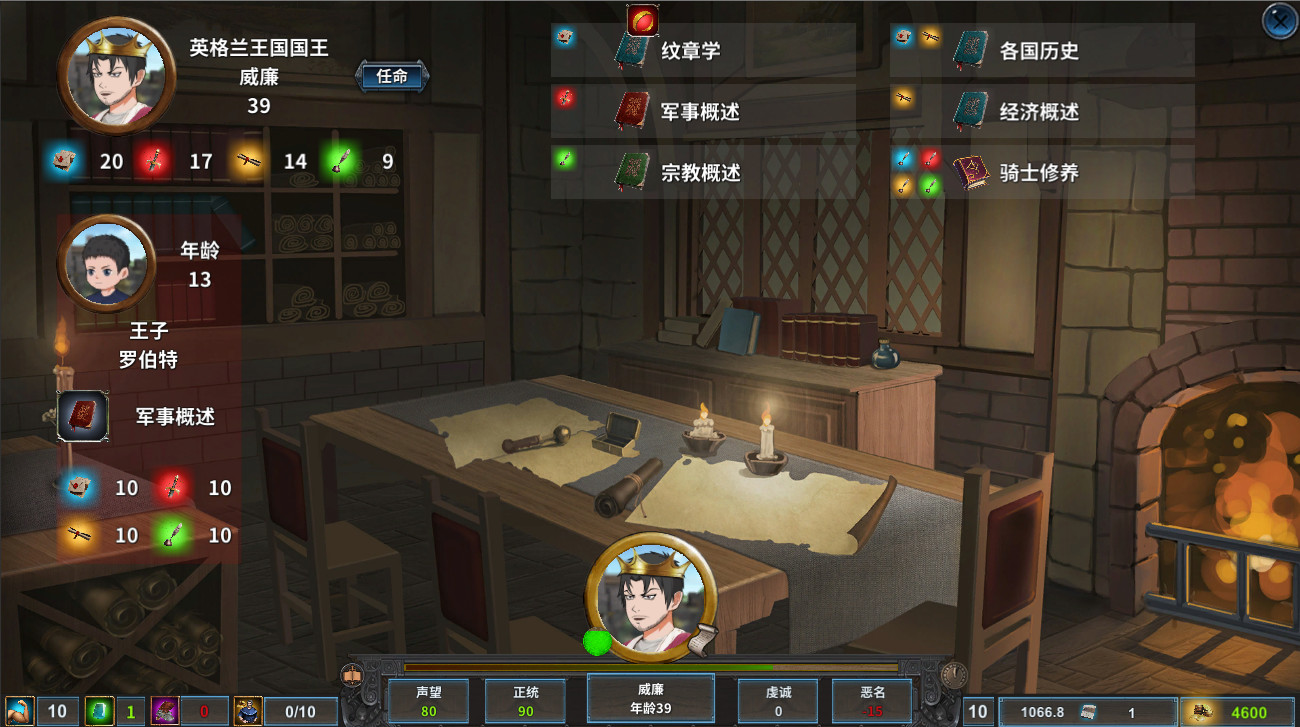 英格兰王国国王
威廉
39
任命
20 17 14 9
纹章学
各国历史
军事概述
经济概述
宗教概述
骑士修养
年龄
13
王子
罗伯特
军事概述
10 10
10 10
声望
80
正统
90
威廉
年龄39
虔诚
0
恶名
-15
10 1 0 0/10
10 1066.8 1 4600